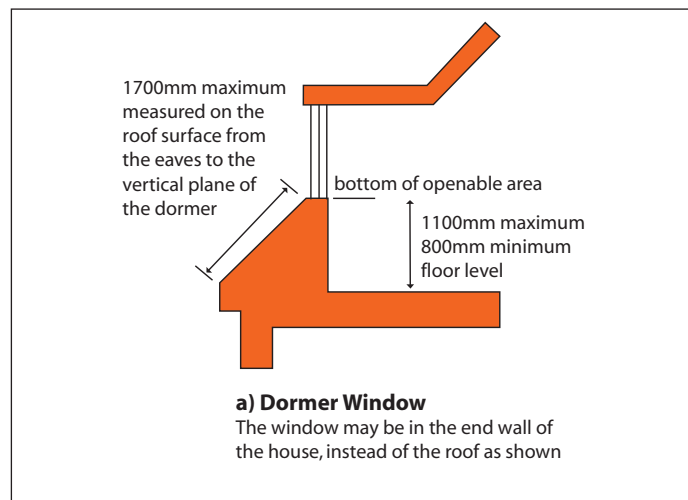 1700mm maximum
measured on the
roof surface from
the eaves to the
vertical plane of
the dormer
bottom of openable area
1100mm maximum
800mm minimum
floor level
a) Dormer Window
The window may be in the end wall of
the house, instead of the roof as shown